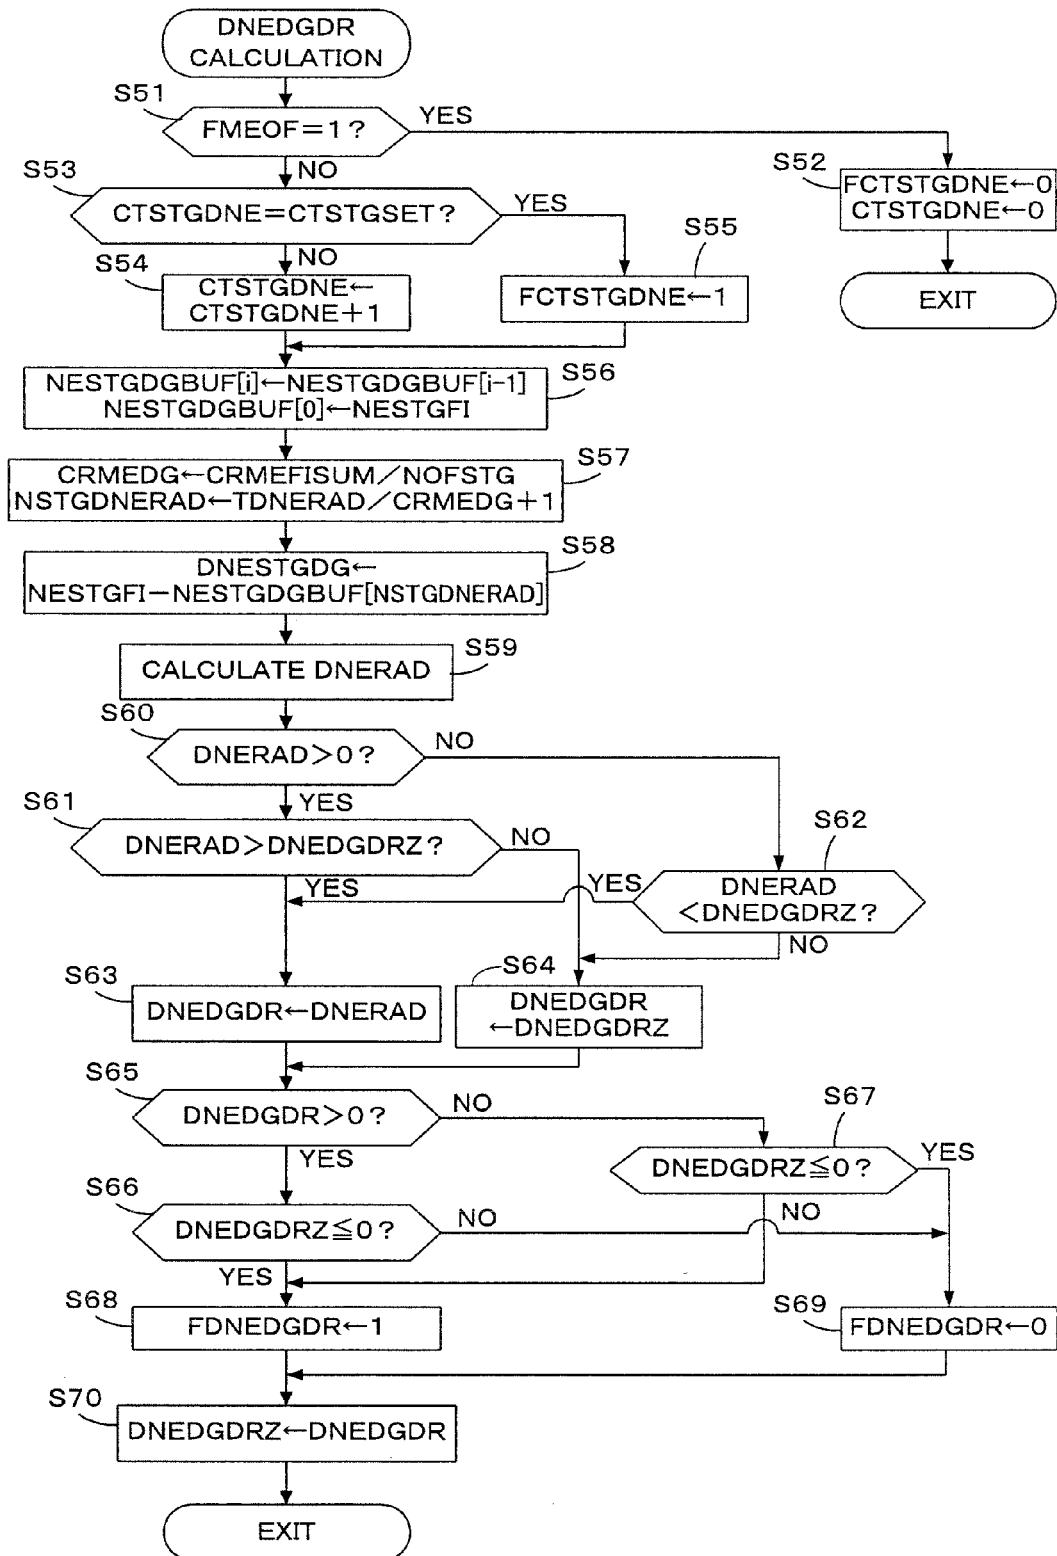 DNEDGDR
CALCULATION
S51
FMEOF=1?
YES
NO
S52
FCTSTGDNE←0
CTSTGDNE←0
EXIT
S53
CTSTGDNE=CTSTGSET?
YES
NO
S54
CTSTGDNE←
CTSTGDNE+1
S55
FCTSTGDNE←1
S56
NESTGDGBUF[i]←NESTGDGBUF[i-1]
NESTGDGBUF[0]←NESTGFI
S57
CRMEDG←CRMEFISUM/NOFSTG
NSTGDNERAD←TDNERAD/CRMEDG+1
S58
DNESTGDG←
NESTGFI-NESTGDGBUF[NSTGDNERAD]
S59
CALCULATE DNERAD
S60
DNERAD>0?
NO
YES
S61
DNERAD>DNEDGDRZ?
NO
YES
S62
DNERAD
<DNEDGDRZ?
YES
NO
S63
DNEDGDR←DNERAD
S64
DNEDGDR
←DNEDGDRZ
S65
DNEDGDR>0?
NO
YES
S67
DNEDGDRZ≦0?
YES
NO
S66
DNEDGDRZ≦0?
NO
YES
S68
FDNEDGDR←1
S69
FDNEDGDR←0
S70
DNEDGDRZ←DNEDGDR
EXIT